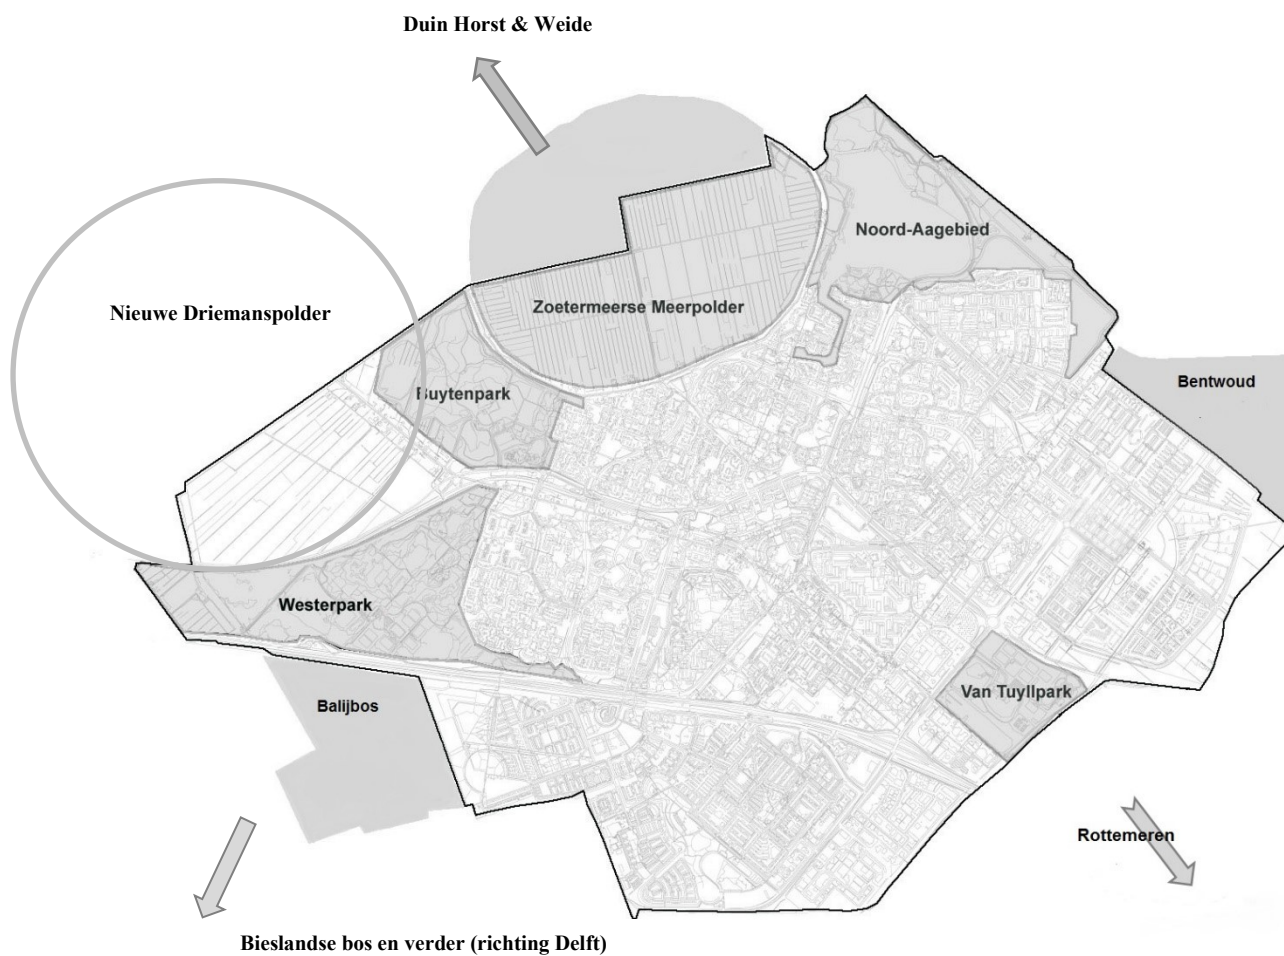 Duin Horst & Weide
Noord-Aagebied
Zoetermeerse Meerpolder
Nieuwe Driemanspolder
Bentwoud
Buytenpark
Westerpark
Van Tuyllpark
Balijbos
Rottemeren
Bieslandse bos en verder (richting Delft)